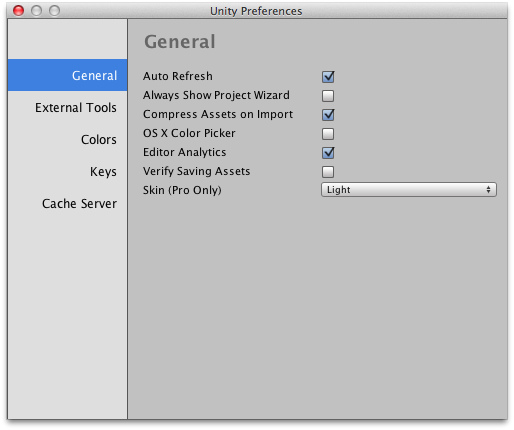 Unity Preferences
General
External Tools
Colors
Keys
Cache Server
General
Auto Refresh
Always Show Project Wizard
Compress Assets on Import
OS X Color Picker
Editor Analytics
Verify Saving Assets
Skin (Pro Only) Light